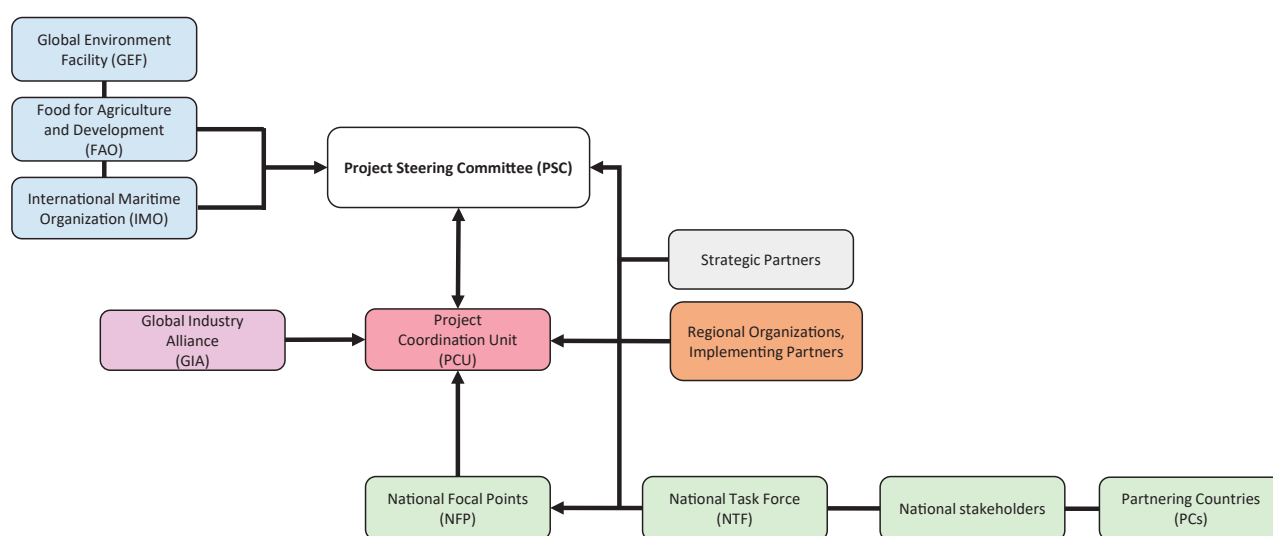 Global Environment
Facility (GEF)
Food for Agriculture
and Development
(FAO)
International Maritime
Organization (IMO)
Project Steering Committee (PSC)
Strategic Partners
Global Industry
Alliance
(GIA)
Project
Coordination Unit
(PCU)
Regional Organizations,
Implementing Partners
National Focal Points
(NFP)
National Task Force
(NTF)
National stakeholders
Partnering Countries
(PCs)